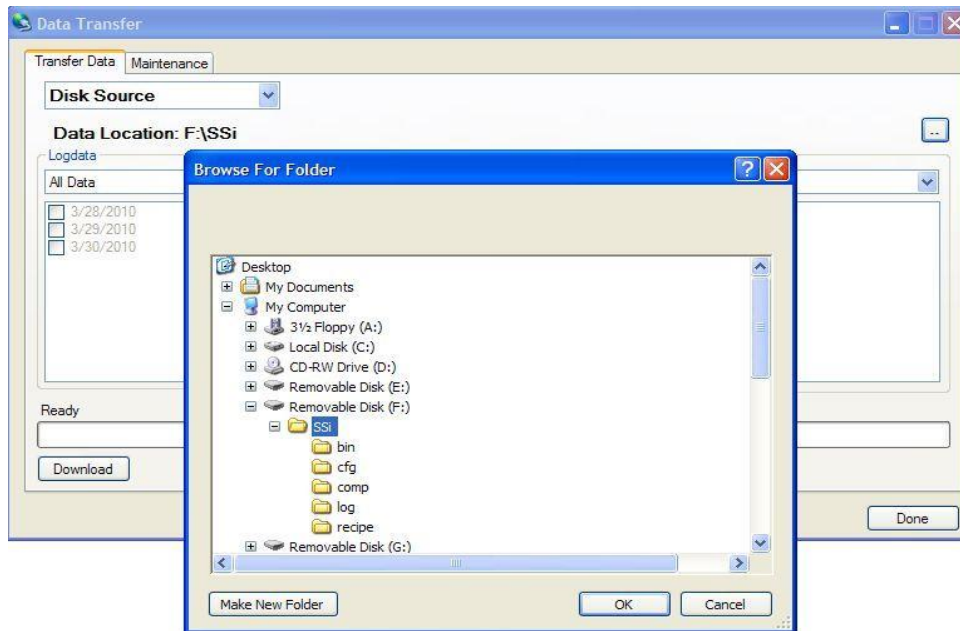 Data Transfer
Transfer Data Maintenance
Disk Source
Data Location: F:\SSi
..
Logdata
All Data
3/28/2010
3/29/2010
3/30/2010
Ready
Download
Done
Browse For Folder
Desktop
My Documents
My Computer
3½ Floppy (A:)
Local Disk (C:)
CD-RW Drive (D:)
Removable Disk (E:)
Removable Disk (F:)
SSi
bin
cfg
comp
log
recipe
Removable Disk (G:)
Make New Folder OK Cancel